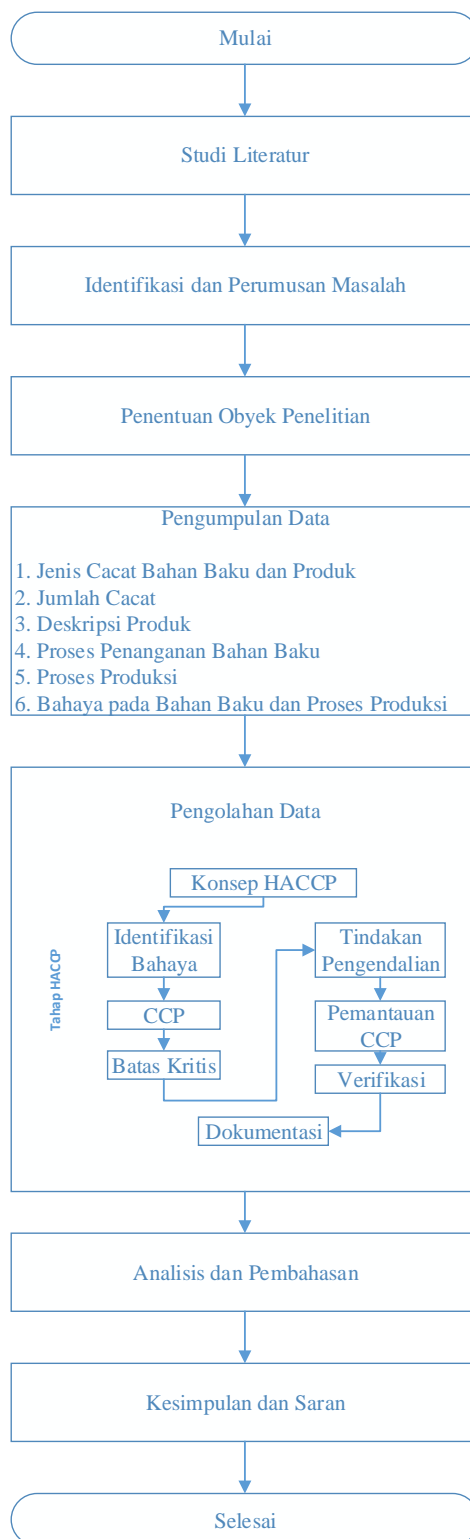 Mulai
Studi Literatur
Identifikasi dan Perumusan Masalah
Penentuan Obyek Penelitian
Pengumpulan Data
1. Jenis Cacat Bahan Baku dan Produk
2. Jumlah Cacat
3. Deskripsi Produk
4. Proses Penanganan Bahan Baku
5. Proses Produksi
6. Bahaya pada Bahan Baku dan Proses Produksi
Pengolahan Data
Tahap HACCP
Konsep HACCP
Identifikasi
Bahaya
CCP
Batas Kritis
Tindakan
Pengendalian
Pemantauan
CCP
Verifikasi
Dokumentasi
Analisis dan Pembahasan
Kesimpulan dan Saran
Selesai